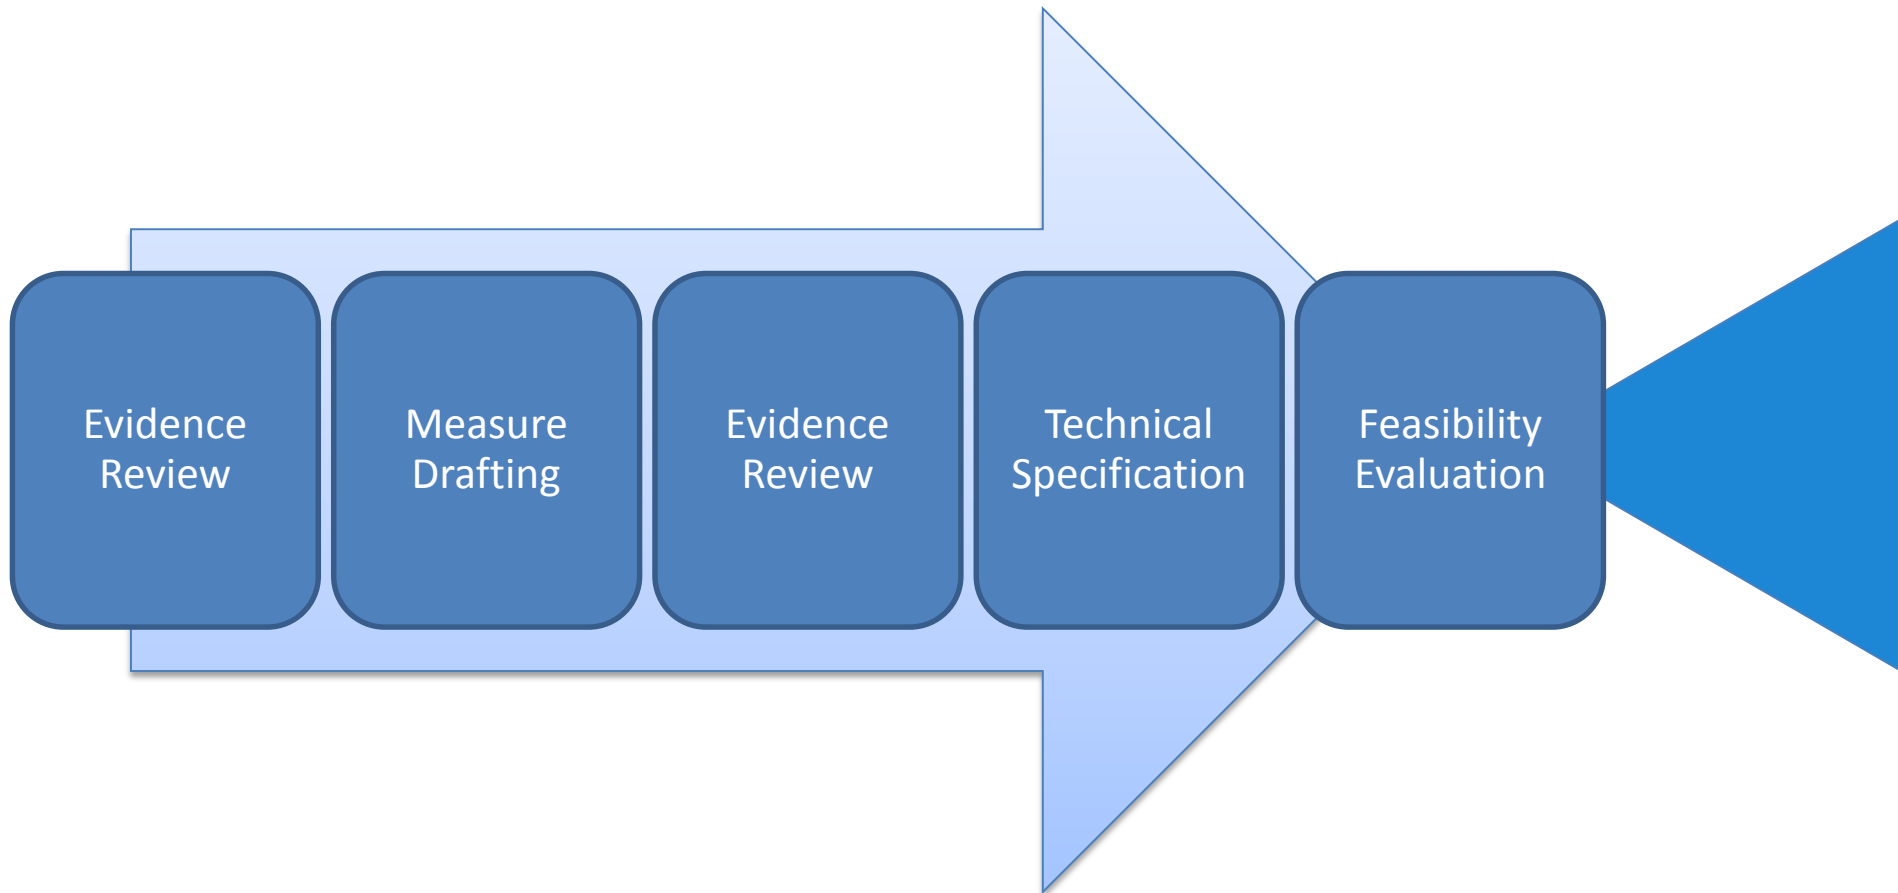 Evidence
Review
Measure
Drafting
Evidence
Review
Technical
Specification
Feasibility
Evaluation